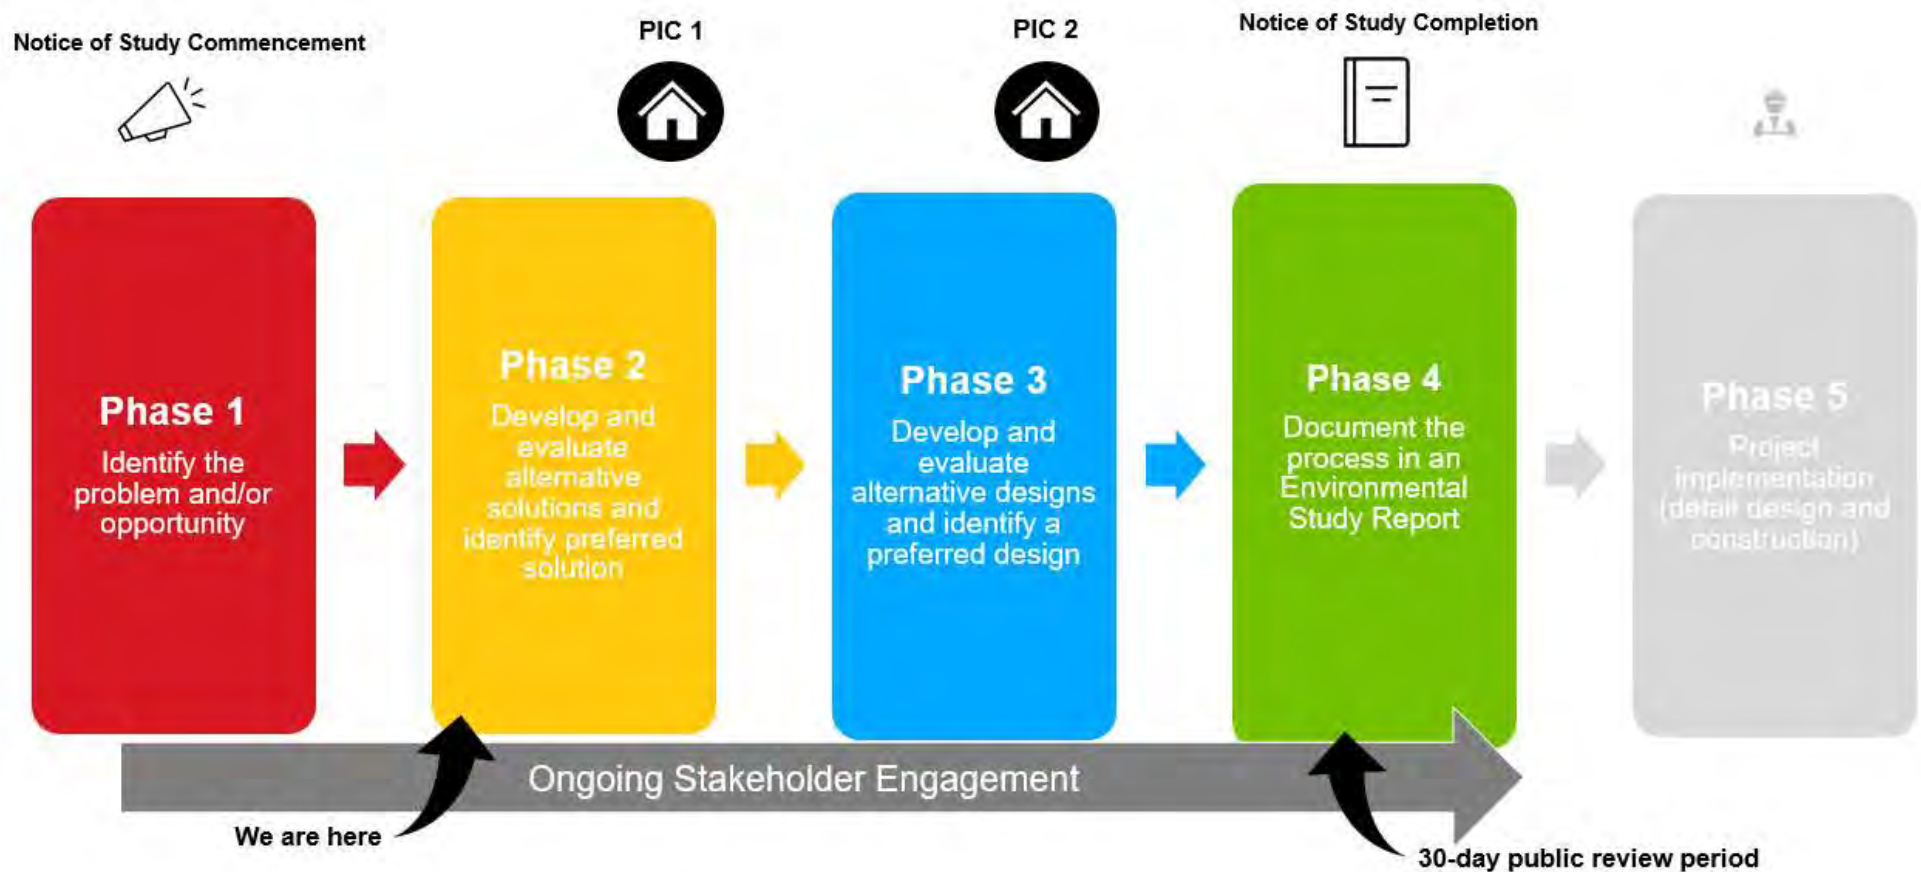 Notice of Study Commencement
PIC 1
PIC 2
Notice of Study Completion
Phase 1
Identify the
problem and/or
opportunity
Phase 2
Develop and
evaluate
alternative
solutions and
identify preferred
solution
Phase 3
Develop and
evaluate
alternative designs
and identify a
preferred design
Phase 4
Document the
process in an
Environmental
Study Report
Phase 5
Project
implementation
(detail design and
construction)
Ongoing Stakeholder Engagement
We are here
30-day public review period